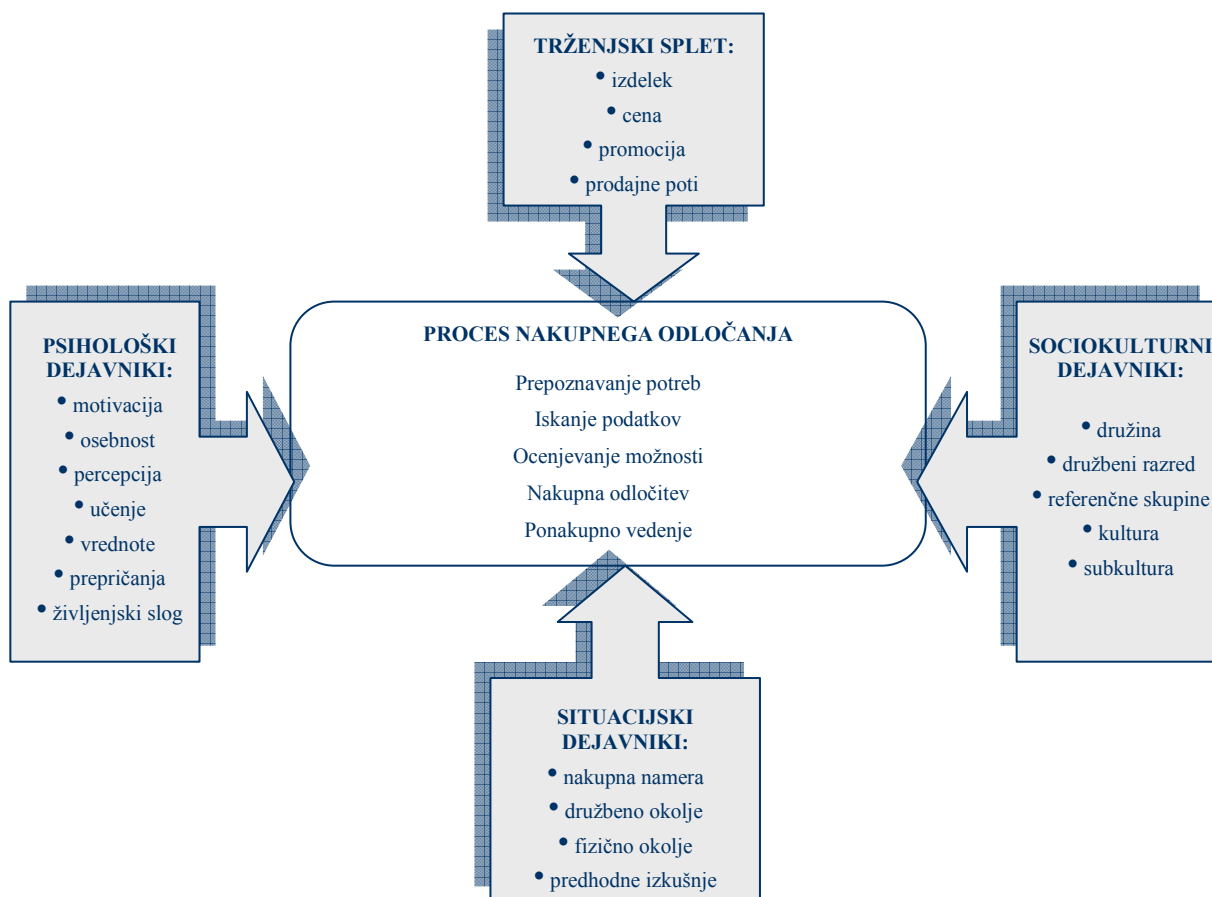 TRŽENJSKI SPLET:
• izdelek
• cena
• promocija
• prodajne poti
PSIHOLOŠKI
DEJAVNIKI:
• motivacija
• osebnost
• percepcija
• učenje
• vrednote
• prepričanja
• življenjski slog
PROCES NAKUPNEGA ODLOČANJA
Prepoznavanje potreb
Iskanje podatkov
Ocenjevanje možnosti
Nakupna odločitev
Ponakupno vedenje
SOCIOKULTURNI
DEJAVNIKI:
• družina
• družbeni razred
• referenčne skupine
• kultura
• subkultura
SITUACIJSKI
DEJAVNIKI:
• nakupna namera
• družbeno okolje
• fizično okolje
• predhodne izkušnje